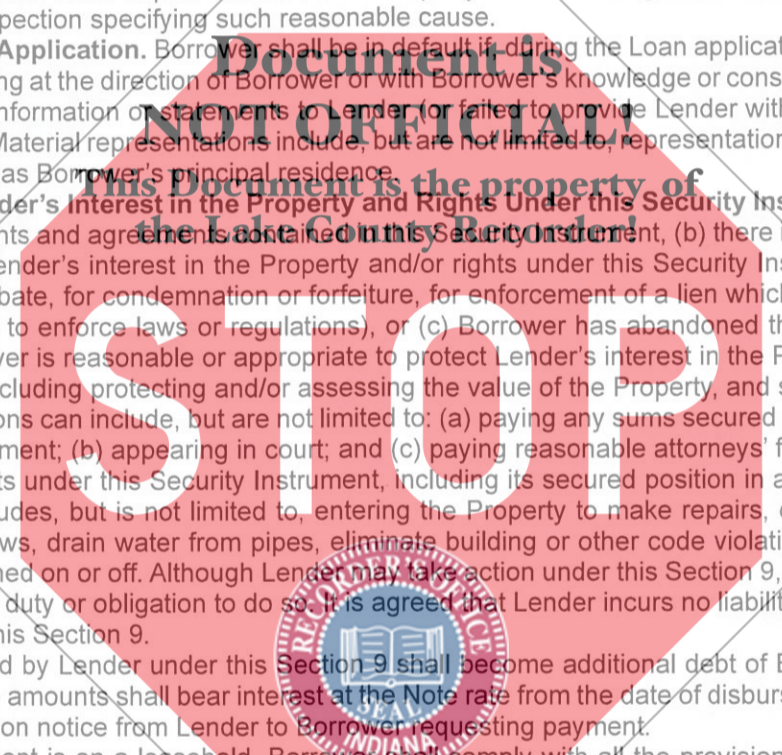 pection specifying such reasonable cause.
Application. Borrower shall be in default if, during the Loan applicat
Document is
ng at the direction of Borrower or with Borrower's knowledge or cons
nformation or statements to Lender (or failed to provide Lender with
NOT OFFICIAL!
Material representations include, but are not limited to, representation
as Borrower's principal residence.
This Document is the property of
der's Interest in the Property and Rights Under this Security Ins
the Lake County Recorder!
nts and agreements contained in this Security Instrument, (b) there i
ender's interest in the Property and/or rights under this Security Ins
bate, for condemnation or forfeiture, for enforcement of a lien which
to enforce laws or regulations), or (c) Borrower has abandoned th
ver is reasonable or appropriate to protect Lender's interest in the P
cluding protecting and/or assessing the value of the Property, and s
STOP
ons can include, but are not limited to: (a) paying any sums secured
ment; (b) appearing in court; and (c) paying reasonable attorneys' f
ts under this Security Instrument, including its secured position in a
udes, but is not limited to, entering the Property to make repairs,
ws, drain water from pipes, eliminate building or other code violati
ned on or off. Although Lender may take action under this Section 9,
duty or obligation to do so. It is agreed that Lender incurs no liabilit
his Section 9.
RECORDER
SEAL
INDIANA
d by Lender under this Section 9 shall become additional debt of B
amounts shall bear interest at the Note rate from the date of disburs
on notice from Lender to Borrower requesting payment.